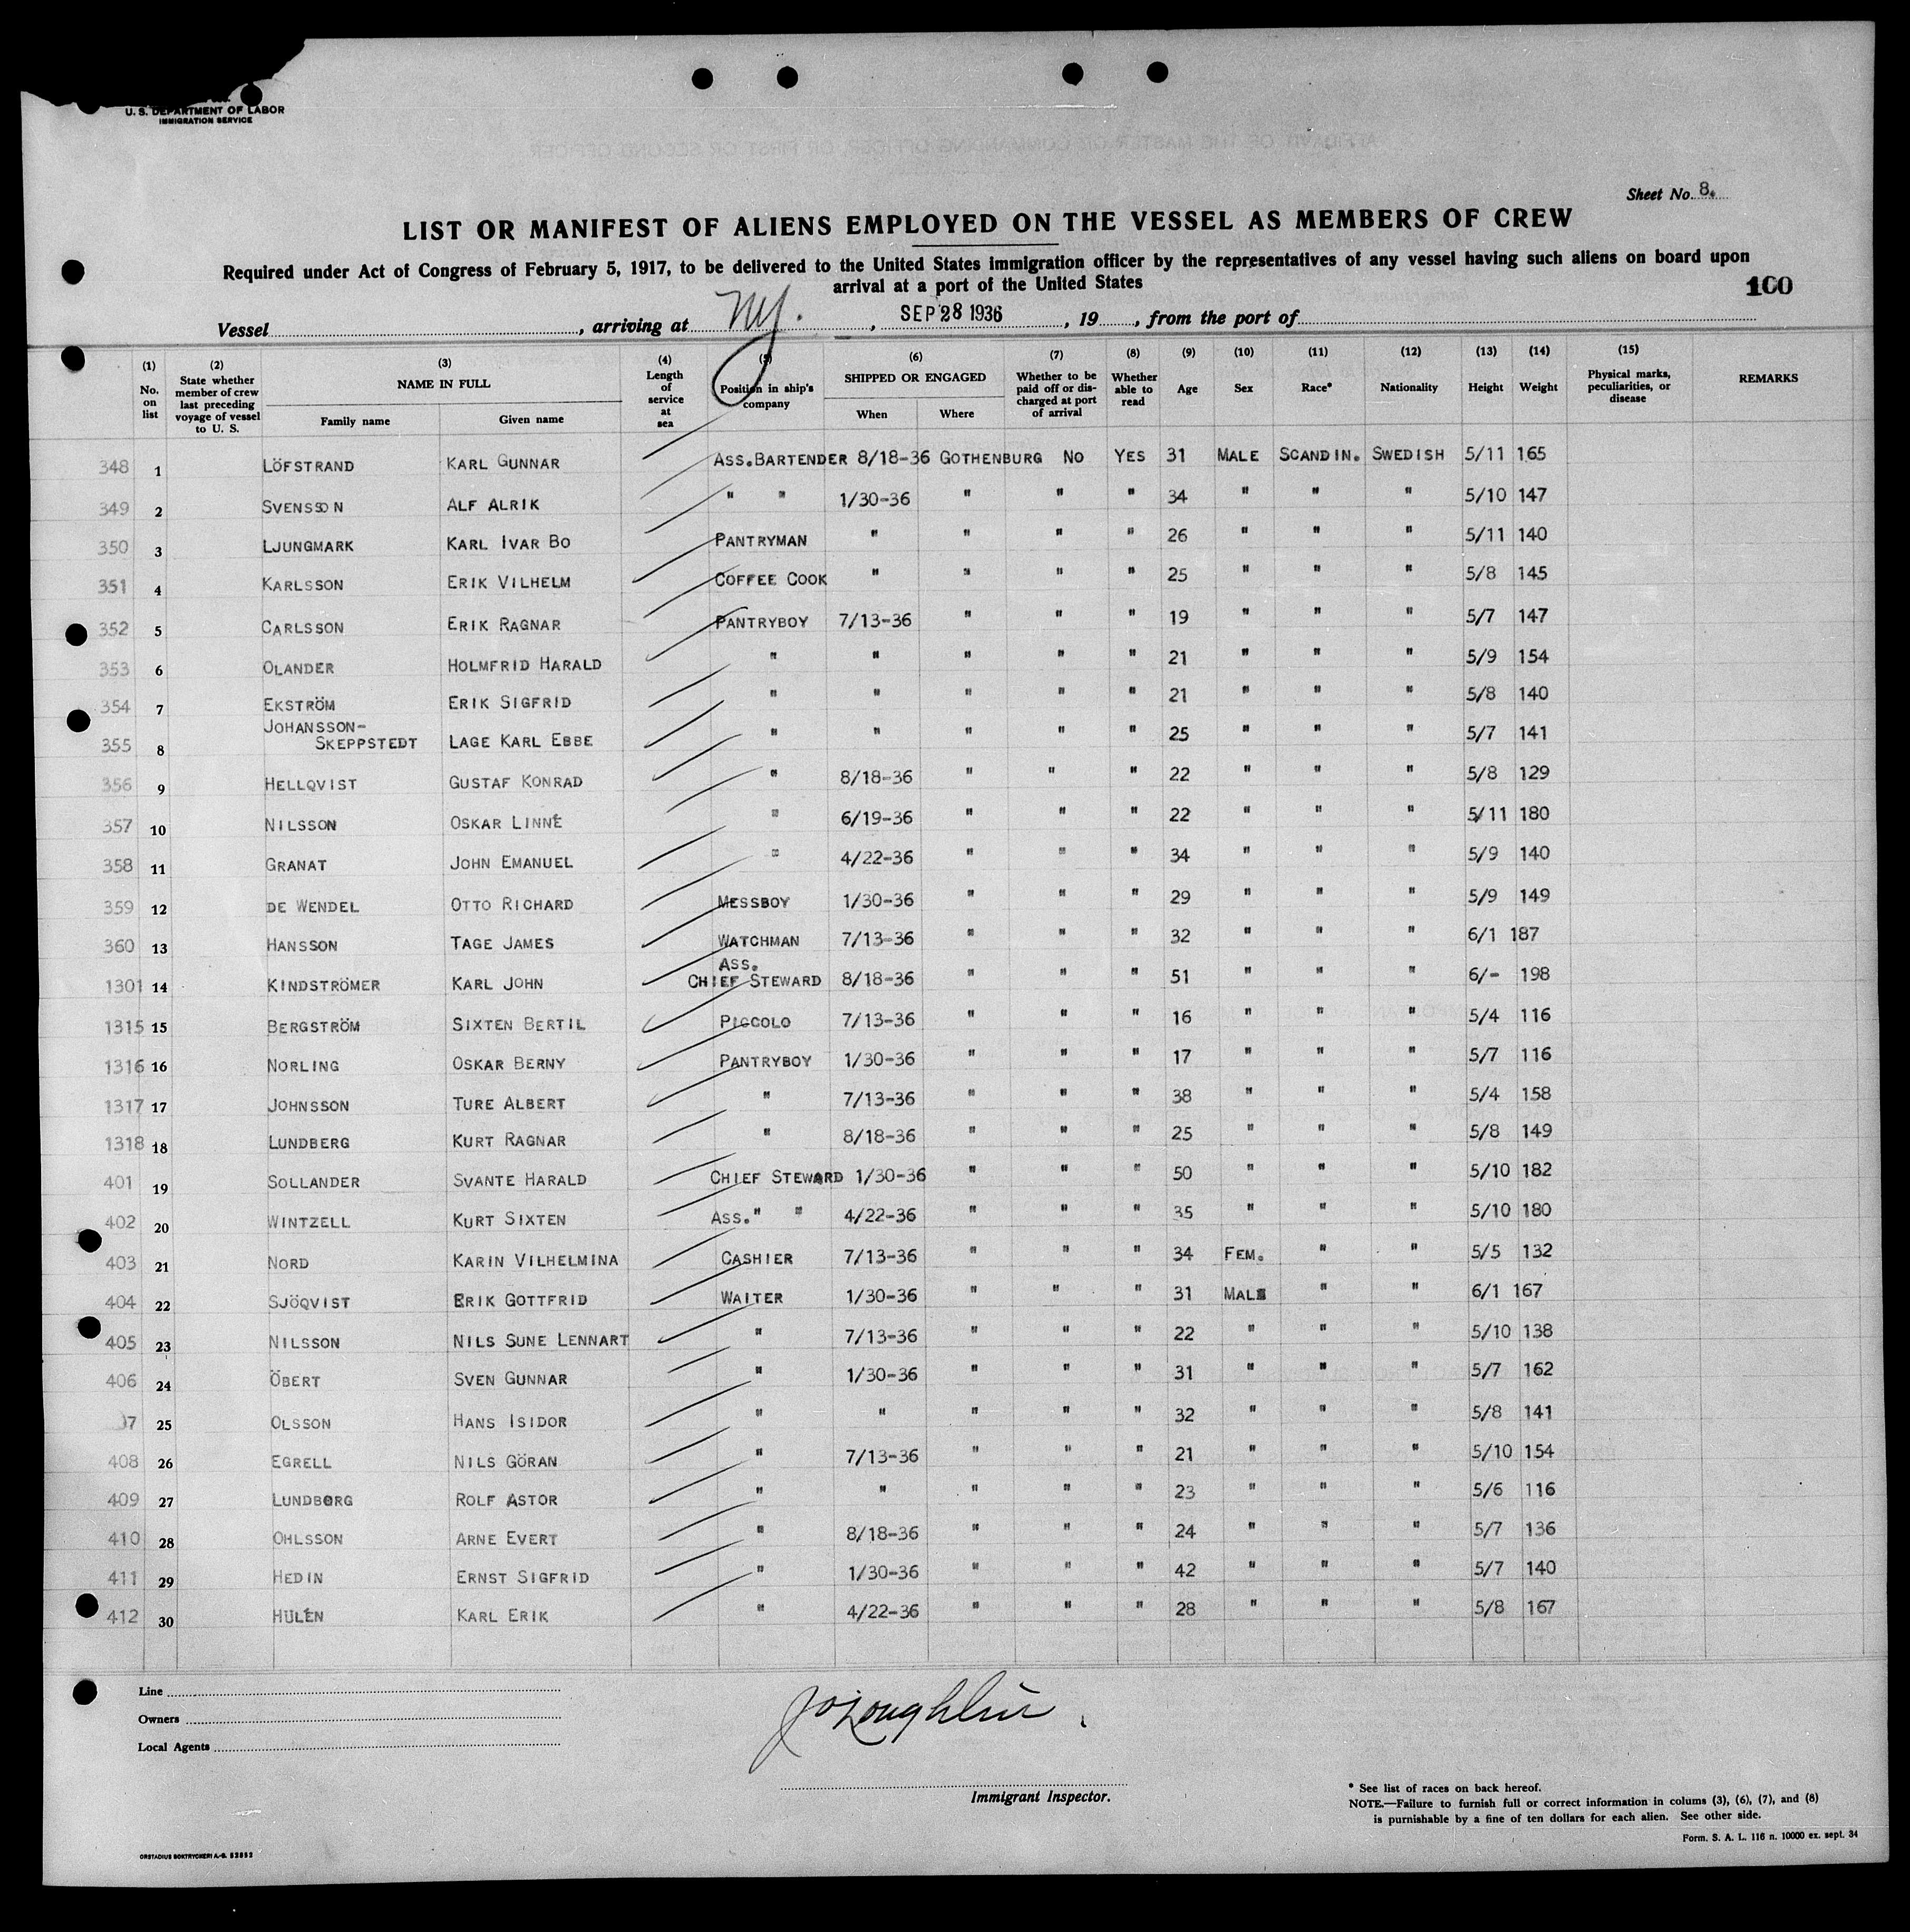 U. S. DEPARTMENT OF LABOR
IMMIGRATION SERVICE
Sheet No. 8.
LIST OR MANIFEST OF ALIENS EMPLOYED ON THE VESSEL AS MEMBERS OF CREW
Required under Act of Congress of February 5, 1917, to be delivered to the United States immigration officer by the representatives of any vessel having such aliens on board upon
arrival at a port of the United States
100
Vessel , arriving at NY. , SEP 28 1936 , 19 , from the port of
(1) No. on list (2) State whether member of crew last preceding voyage of vessel to U. S. (3) NAME IN FULL Family name Given name (4) Length of service at sea (5) Position in ship's company (6) SHIPPED OR ENGAGED When Where (7) Whether to be paid off or discharged at port of arrival (8) Whether able to read (9) Age (10) Sex (11) Race* (12) Nationality (13) Height (14) Weight (15) Physical marks, peculiarities, or disease REMARKS
348 1 LÖFSTRAND KARL GUNNAR ASS. BARTENDER 8/18-36 GOTHENBURG NO YES 31 MALE SCANDIN. SWEDISH 5/11 165
349 2 SVENSSON ALF ALRIK " " 1/30-36 " " " 34 " " " 5/10 147
350 3 LJUNGMARK KARL IVAR BO PANTRYMAN " " " " 26 " " " 5/11 140
351 4 KARLSSON ERIK VILHELM COFFEE COOK " " " " 25 " " " 5/8 145
352 5 CARLSSON ERIK RAGNAR PANTRYBOY 7/13-36 " " " 19 " " " 5/7 147
353 6 OLANDER HOLMFRID HARALD " " " " " 21 " " " 5/9 154
354 7 EKSTRÖM ERIK SIGFRID " " " " " 21 " " " 5/8 140
355 8 JOHANSSON-SKEPPSTEDT LAGE KARL EBBE " " " " " 25 " " " 5/7 141
356 9 HELLQVIST GUSTAF KONRAD " 8/18-36 " " " 22 " " " 5/8 129
357 10 NILSSON OSKAR LINNÉ " 6/19-36 " " " 22 " " " 5/11 180
358 11 GRANAT JOHN EMANUEL " 4/22-36 " " " 34 " " " 5/9 140
359 12 DE WENDEL OTTO RICHARD MESSBOY 1/30-36 " " " 29 " " " 5/9 149
360 13 HANSSON TAGE JAMES WATCHMAN 7/13-36 " " " 32 " " " 6/1 187
1301 14 KINDSTRÖMER KARL JOHN ASS. CHIEF STEWARD 8/18-36 " " " 51 " " " 6/- 198
1315 15 BERGSTRÖM SIXTEN BERTIL PICCOLO 7/13-36 " " " 16 " " " 5/4 116
1316 16 NORLING OSKAR BERNY PANTRYBOY 1/30-36 " " " 17 " " " 5/7 116
1317 17 JOHNSSON TURE ALBERT " 7/13-36 " " " 38 " " " 5/4 158
1318 18 LUNDBERG KURT RAGNAR " 8/18-36 " " " 25 " " " 5/8 149
401 19 SOLLANDER SVANTE HARALD CHIEF STEWARD 1/30-36 " " " 50 " " " 5/10 182
402 20 WINTZELL KURT SIXTEN ASS. " " 4/22-36 " " " 35 " " " 5/10 180
403 21 NORD KARIN VILHELMINA CASHIER 7/13-36 " " " 34 FEM. " " 5/5 132
404 22 SJÖQVIST ERIK GOTTFRID WAITER 1/30-36 " " " 31 MALE " " 6/1 167
405 23 NILSSON NILS SUNE LENNART " 7/13-36 " " " 22 " " " 5/10 138
406 24 ÖBERT SVEN GUNNAR " 1/30-36 " " " 31 " " " 5/7 162
07 25 OLSSON HANS ISIDOR " " " " " 32 " " " 5/8 141
408 26 EGRELL NILS GÖRAN " 7/13-36 " " " 21 " " " 5/10 154
409 27 LUNDBORG ROLF ASTOR " " " " " 23 " " " 5/6 116
410 28 OHLSSON ARNE EVERT " 8/18-36 " " " 24 " " " 5/7 136
411 29 HEDIN ERNST SIGFRID " 1/30-36 " " " 42 " " " 5/7 140
412 30 HULÉN KARL ERIK " 4/22-36 " " " 28 " " " 5/8 167
Line
Owners
Local Agents
JoLoughlin.
Immigrant Inspector.
* See list of races on back hereof.
NOTE.—Failure to furnish full or correct information in colums (3), (6), (7), and (8)
is punishable by a fine of ten dollars for each alien. See other side.
Form. S. A. L. 116 n. 10000 ex. sept. 34
ORSTADIUS BOKTRYCKERI A.-B. 52892